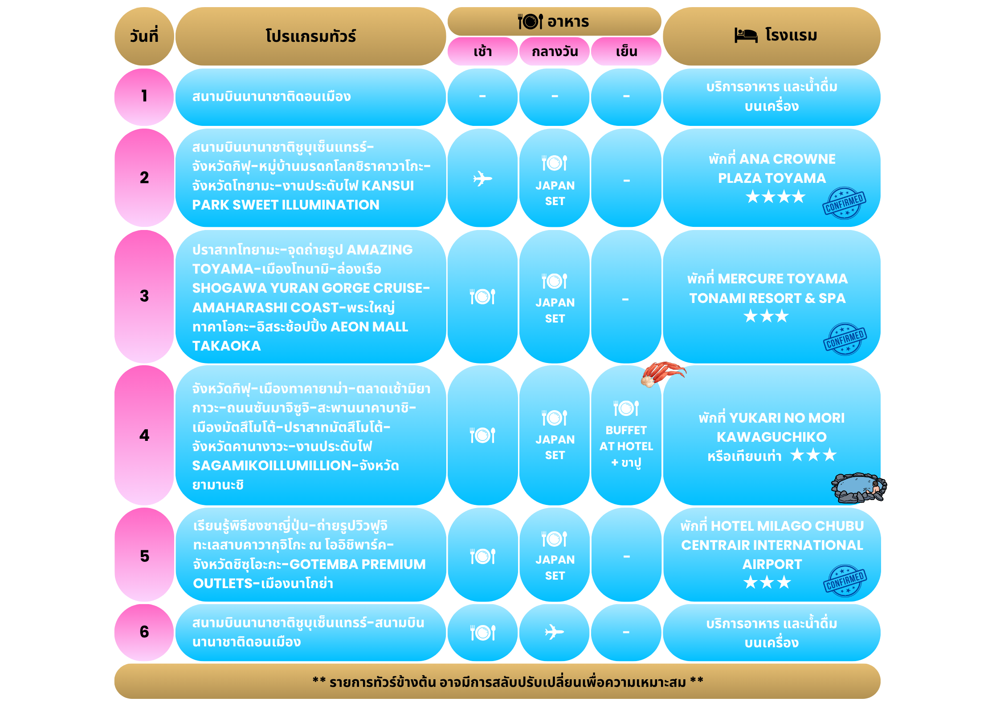 วันที่
โปรแกรมทัวร์
อาหาร
เช้า
กลางวัน
เย็น
โรงแรม
1
สนามบินนานาชาติดอนเมือง
-
-
-
บริการอาหาร และน้ำดื่ม
บนเครื่อง
2
สนามบินนานาชาติชูบุเซ็นแทรร์-
จังหวัดกิฟุ-หมู่บ้านมรดกโลกชิราคาวาโกะ-
จังหวัดโทยามะ-งานประดับไฟ KANSUI
PARK SWEET ILLUMINATION
JAPAN
SET
-
พักที่ ANA CROWNE
PLAZA TOYAMA
★★★★
CONFIRMED
3
ปราสาทโทยามะ-จุดถ่ายรูป AMAZING
TOYAMA-เมืองโทนามิ-ล่องเรือ
SHOGAWA YURAN GORGE CRUISE-
AMAHARASHI COAST-พระใหญ่
ทาคาโอกะ-อิสระช้อปปิ้ง AEON MALL
TAKAOKA
JAPAN
SET
-
พักที่ MERCURE TOYAMA
TONAMI RESORT & SPA
★★★
CONFIRMED
4
จังหวัดกิฟุ-เมืองทาคายาม่า-ตลาดเช้ามิยา
กาวะ-ถนนซันมาจิซูจิ-สะพานนาคาบาชิ-
เมืองมัตสึโมโต้-ปราสาทมัตสึโมโต้-
จังหวัดคานางาวะ-งานประดับไฟ
SAGAMIKOILLUMILLION-จังหวัด
ยามานะชิ
JAPAN
SET
BUFFET
AT HOTEL
+ ขาปู
พักที่ YUKARI NO MORI
KAWAGUCHIKO
หรือเทียบเท่า ★★★
5
เรียนรู้พิธีชงชาญี่ปุ่น-ถ่ายรูปวิวฟูจิ
ทะเลสาบคาวากุจิโกะ ณ โออิชิพาร์ค-
จังหวัดชิซุโอะกะ-GOTEMBA PREMIUM
OUTLETS-เมืองนาโกย่า
JAPAN
SET
-
พักที่ HOTEL MILAGO CHUBU
CENTRAIR INTERNATIONAL
AIRPORT
★★★
CONFIRMED
6
สนามบินนานาชาติชูบุเซ็นแทรร์-สนามบิน
นานาชาติดอนเมือง
-
บริการอาหาร และน้ำดื่ม
บนเครื่อง
** รายการทัวร์ข้างต้น อาจมีการสลับปรับเปลี่ยนเพื่อความเหมาะสม **